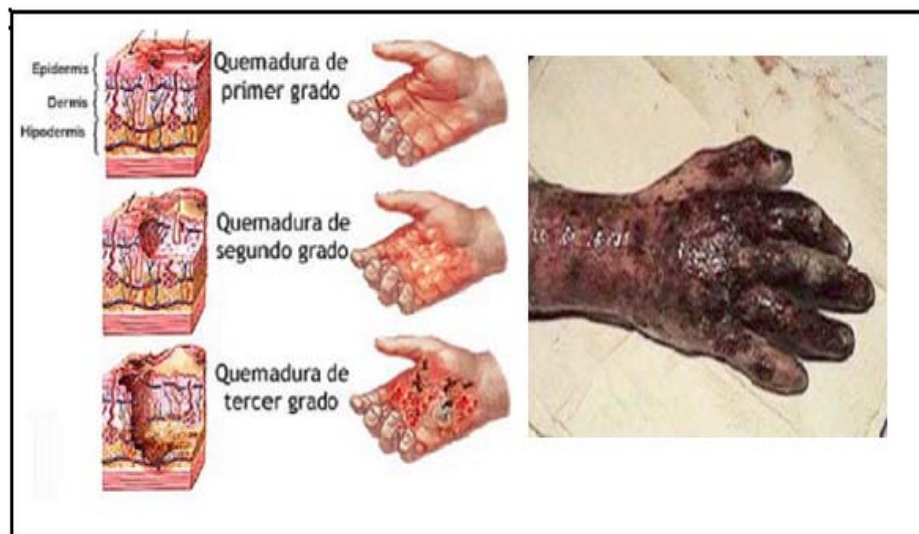 Epidermis
Dermis
Hipodermis
Quemadura de
primer grado
Quemadura de
segundo grado
Quemadura de
tercer grado